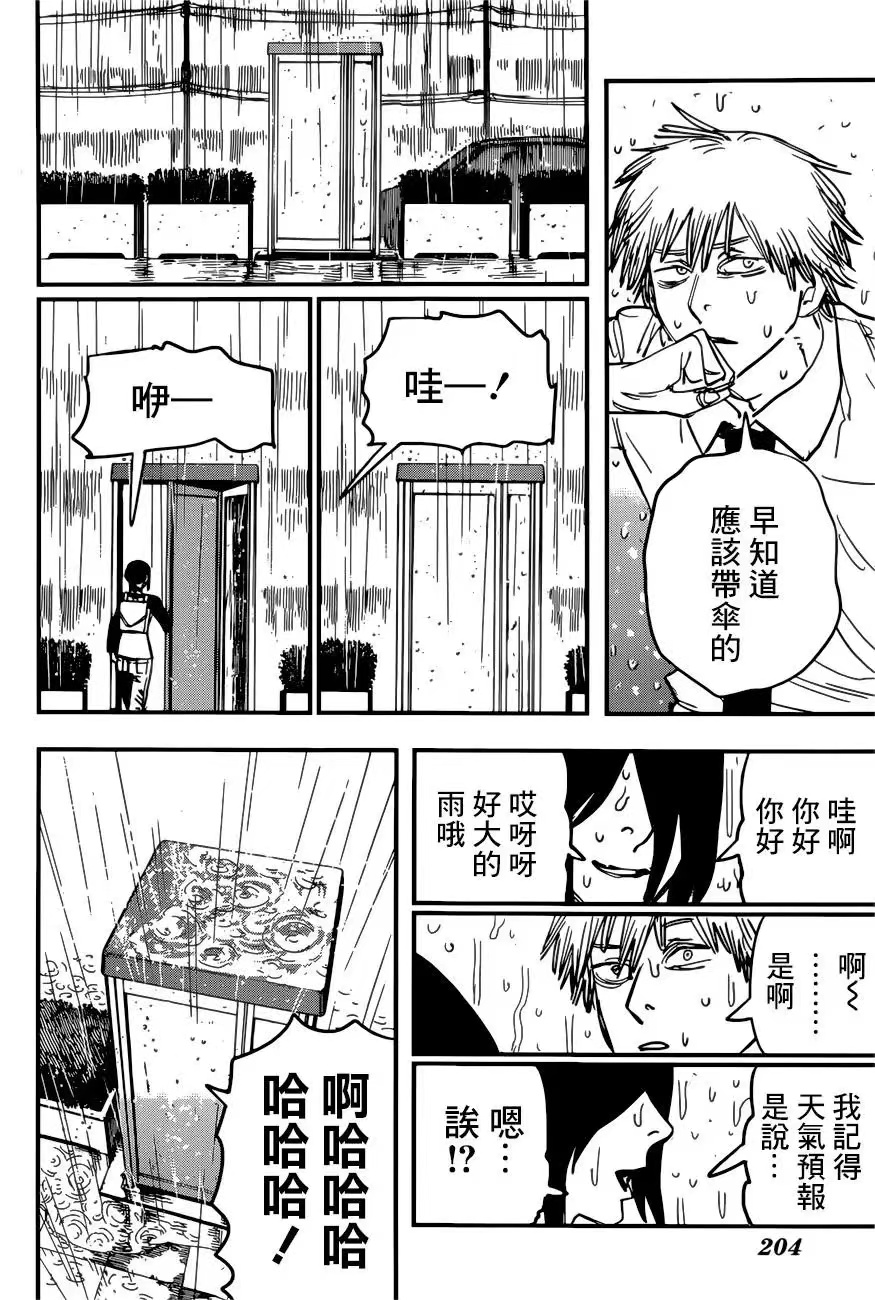 早知道
應該帶傘的
哇—!
咿—
哇啊
你好
你好
哎呀呀
好大的
雨哦
啊～
………
是啊
我記得
天氣預報
是說…
嗯…
誒!?
啊哈哈哈
哈哈哈!
204